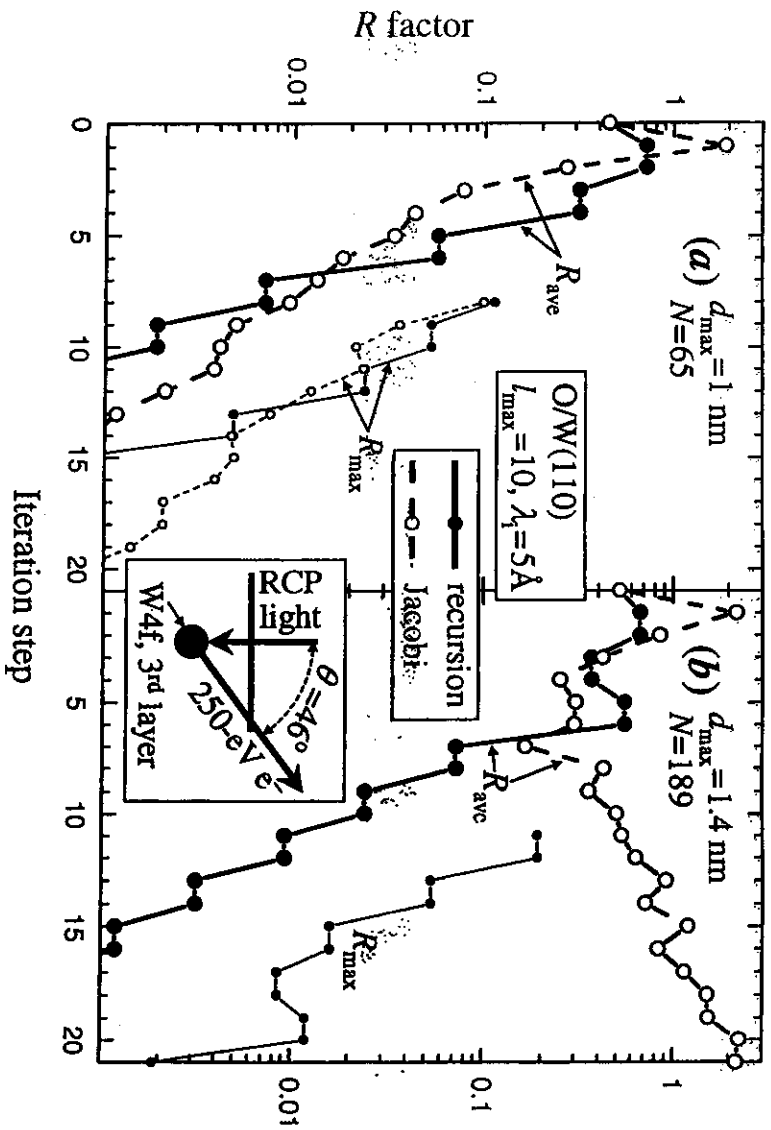 R factor
0.01
0.1
1
(a) d_max=1 nm
N=65
R_ave
R_max
O/W(110)
l_max=10, λ_i=5Å
recursion
Jacobi
RCP
light
θ=46°
W4f, 3rd layer
250-eV e-
(b) d_max=1.4 nm
N=189
R_ave
R_max
0
5
10
15
20
5
10
15
20
Iteration step
0.01
0.1
1